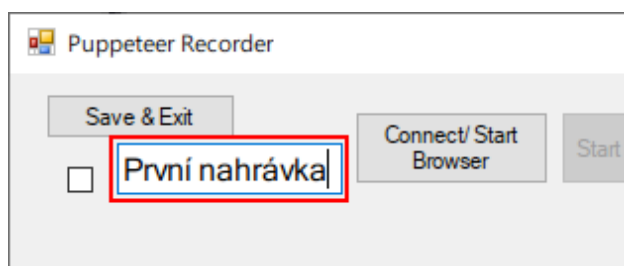 Puppeteer Recorder
Save & Exit
První nahrávka
Connect/ Start
Browser
Start